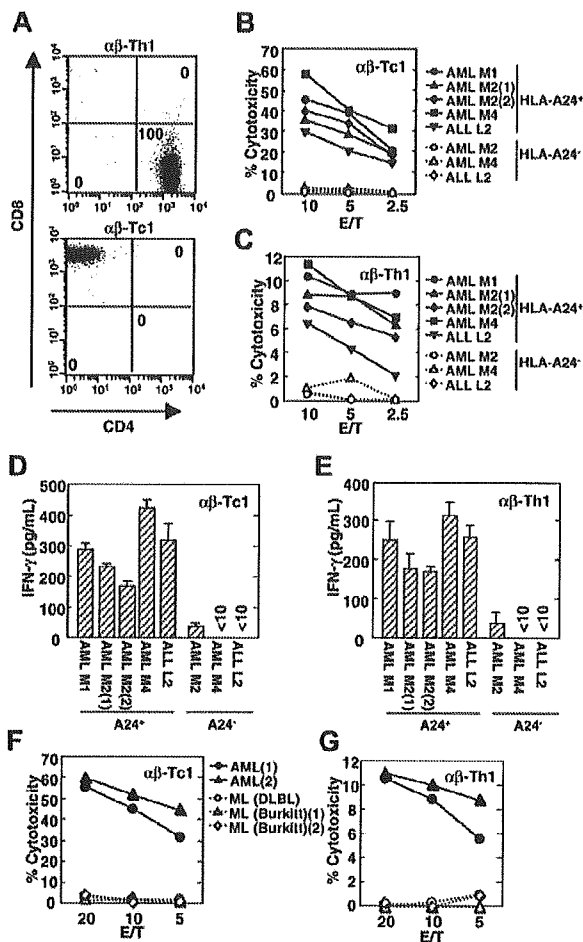 A
αβ-Th1
10⁴
10³
10²
10¹
10⁰
0
100
0
10⁰ 10¹ 10² 10³ 10⁴
CD8
αβ-Tc1
10⁴
10³
10²
10¹
10⁰
0
0
0
10⁰ 10¹ 10² 10³ 10⁴
CD4
B
αβ-Tc1
% Cytotoxicity
70
60
50
40
30
20
10
0
10 5 2.5
E/T
AML M1
AML M2(1)
AML M2(2)
AML M4
ALL L2
HLA-A24⁺
AML M2
AML M4
ALL L2
HLA-A24⁻
C
αβ-Th1
% Cytotoxicity
12
10
8
6
4
2
0
10 5 2.5
E/T
AML M1
AML M2(1)
AML M2(2)
AML M4
ALL L2
HLA-A24⁺
AML M2
AML M4
ALL L2
HLA-A24⁻
D
αβ-Tc1
IFN-γ (pg/mL)
500
400
300
200
100
0
<10
<10
AML M1
AML M2(1)
AML M2(2)
AML M4
ALL L2
AML M2
AML M4
ALL L2
A24⁺ A24⁻
E
αβ-Th1
IFN-γ (pg/mL)
400
300
200
100
0
<10
<10
AML M1
AML M2(1)
AML M2(2)
AML M4
ALL L2
AML M2
AML M4
ALL L2
A24⁺ A24⁻
F
αβ-Tc1
% Cytotoxicity
70
60
50
40
30
20
10
0
20 10 5
E/T
AML(1)
AML(2)
ML (DLBL)
ML (Burkitt)(1)
ML (Burkitt)(2)
G
αβ-Th1
% Cytotoxicity
12
10
8
6
4
2
0
20 10 5
E/T